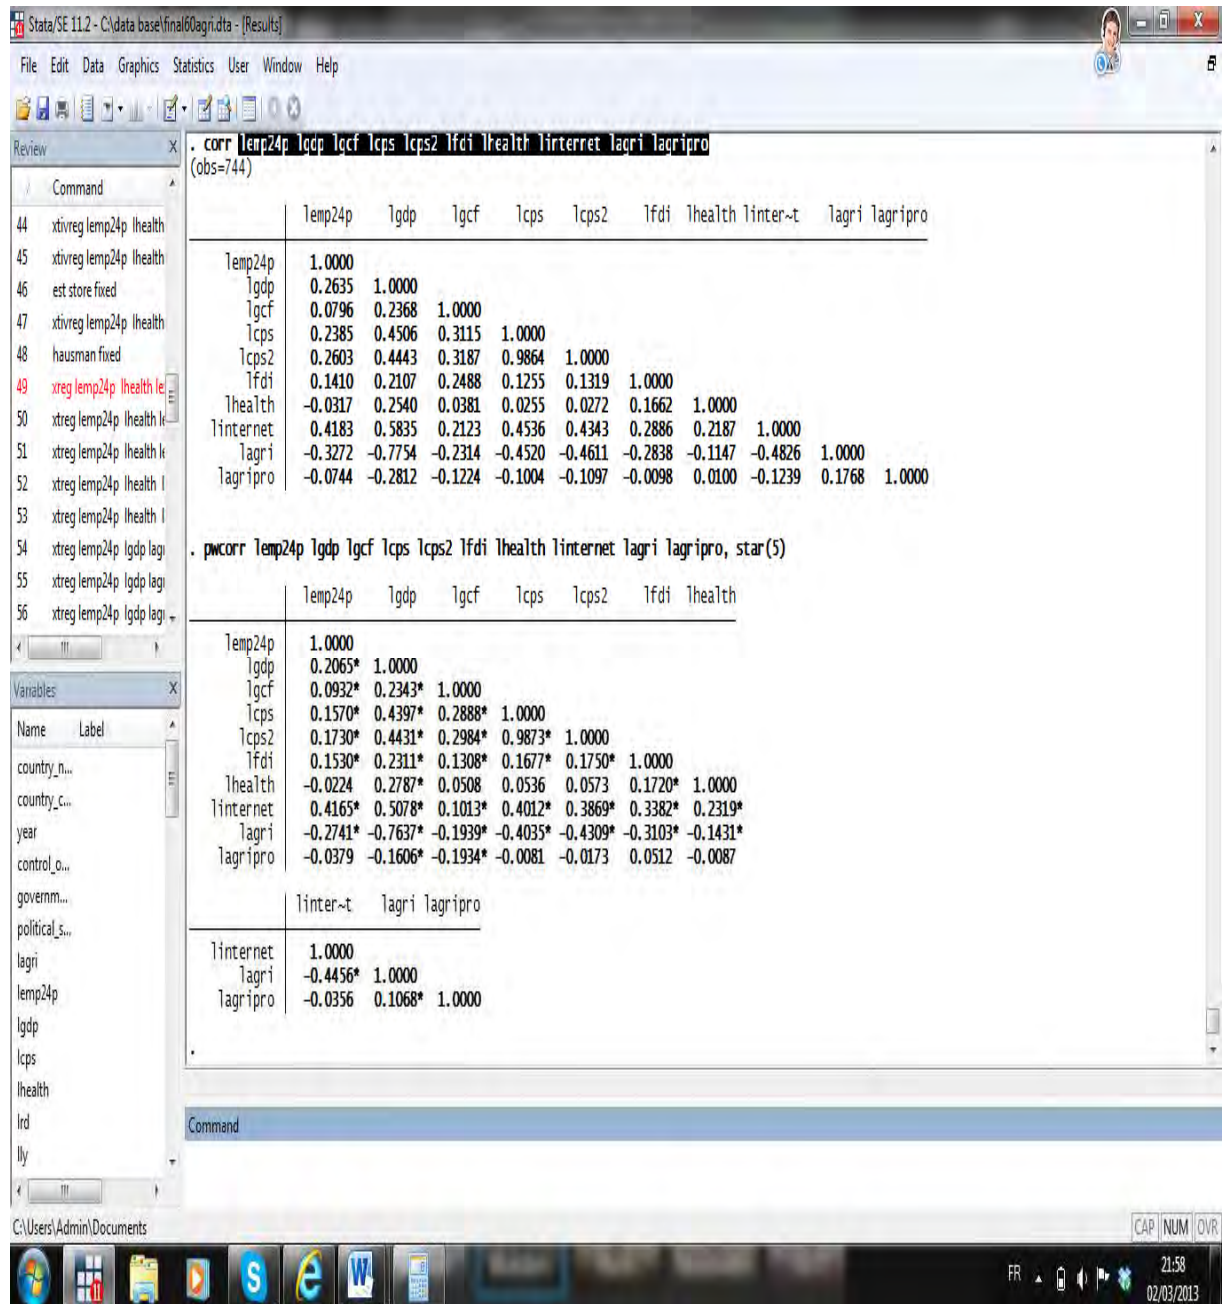 Stata/SE 11.2 - C:\data base\final60agri.dta - [Results]
File Edit Data Graphics Statistics User Window Help
Review X
Command
44 xtivreg lemp24p lhealth
45 xtivreg lemp24p lhealth
46 est store fixed
47 xtivreg lemp24p lhealth
48 hausman fixed
49 xreg lemp24p lhealth le
50 xtreg lemp24p lhealth le
51 xtreg lemp24p lhealth le
52 xtreg lemp24p lhealth l
53 xtreg lemp24p lhealth l
54 xtreg lemp24p lgdp lagr
55 xtreg lemp24p lgdp lagr
56 xtreg lemp24p lgdp lagr
Variables X
Name Label
country_n...
country_c...
year
control_o...
governm...
political_s...
lagri
lemp24p
lgdp
lcps
lhealth
lrd
lly
. corr lemp24p lgdp lgcf lcps lcps2 lfdi lhealth linternet lagri lagripro
(obs=744)
lemp24p lgdp lgcf lcps lcps2 lfdi lhealth linter~t lagri lagripro
lemp24p 1.0000
lgdp 0.2635 1.0000
lgcf 0.0796 0.2368 1.0000
lcps 0.2385 0.4506 0.3115 1.0000
lcps2 0.2603 0.4443 0.3187 0.9864 1.0000
lfdi 0.1410 0.2107 0.2488 0.1255 0.1319 1.0000
lhealth -0.0317 0.2540 0.0381 0.0255 0.0272 0.1662 1.0000
linternet 0.4183 0.5835 0.2123 0.4536 0.4343 0.2886 0.2187 1.0000
lagri -0.3272 -0.7754 -0.2314 -0.4520 -0.4611 -0.2838 -0.1147 -0.4826 1.0000
lagripro -0.0744 -0.2812 -0.1224 -0.1004 -0.1097 -0.0098 0.0100 -0.1239 0.1768 1.0000
. pwcorr lemp24p lgdp lgcf lcps lcps2 lfdi lhealth linternet lagri lagripro, star(5)
lemp24p lgdp lgcf lcps lcps2 lfdi lhealth
lemp24p 1.0000
lgdp 0.2065* 1.0000
lgcf 0.0932* 0.2343* 1.0000
lcps 0.1570* 0.4397* 0.2888* 1.0000
lcps2 0.1730* 0.4431* 0.2984* 0.9873* 1.0000
lfdi 0.1530* 0.2311* 0.1308* 0.1677* 0.1750* 1.0000
lhealth -0.0224 0.2787* 0.0508 0.0536 0.0573 0.1720* 1.0000
linternet 0.4165* 0.5078* 0.1013* 0.4012* 0.3869* 0.3382* 0.2319*
lagri -0.2741* -0.7637* -0.1939* -0.4035* -0.4309* -0.3103* -0.1431*
lagripro -0.0379 -0.1606* -0.1934* -0.0081 -0.0173 0.0512 -0.0087
linter~t lagri lagripro
linternet 1.0000
lagri -0.4456* 1.0000
lagripro -0.0356 0.1068* 1.0000
.
Command
C:\Users\Admin\Documents
CAP NUM OVR
FR
21:58
02/03/2013